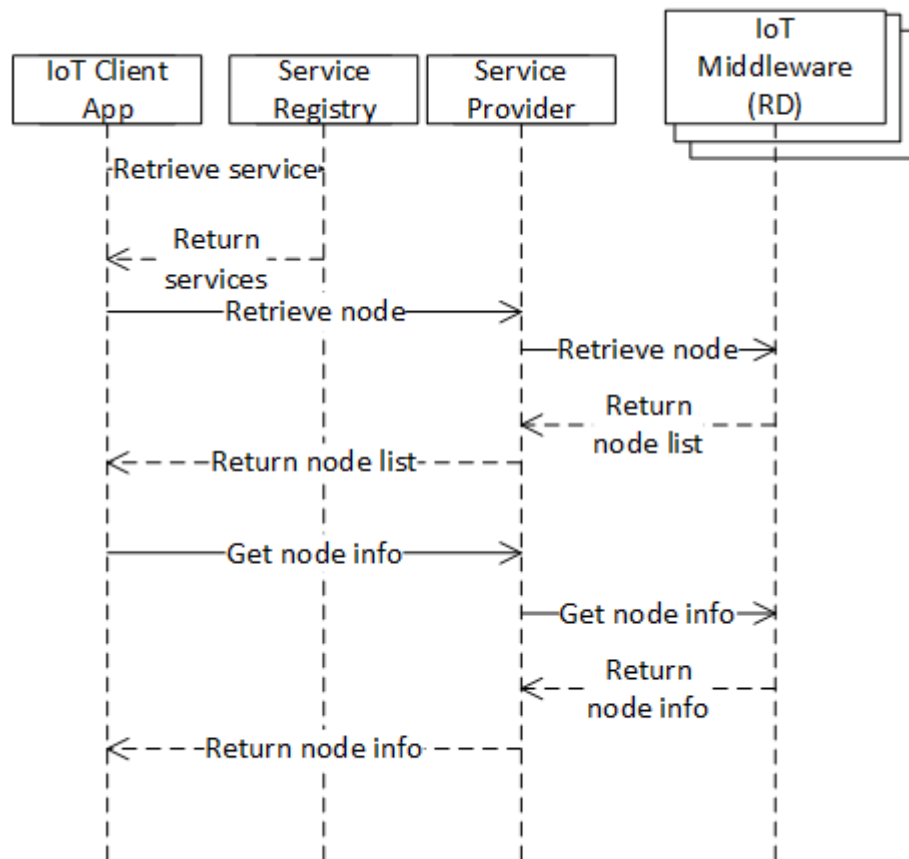 IoT Client
App
Service
Registry
Service
Provider
IoT
Middleware
(RD)
Retrieve service
Return
services
Retrieve node
Retrieve node
Return
node list
Return node list
Get node info
Get node info
Return
node info
Return node info